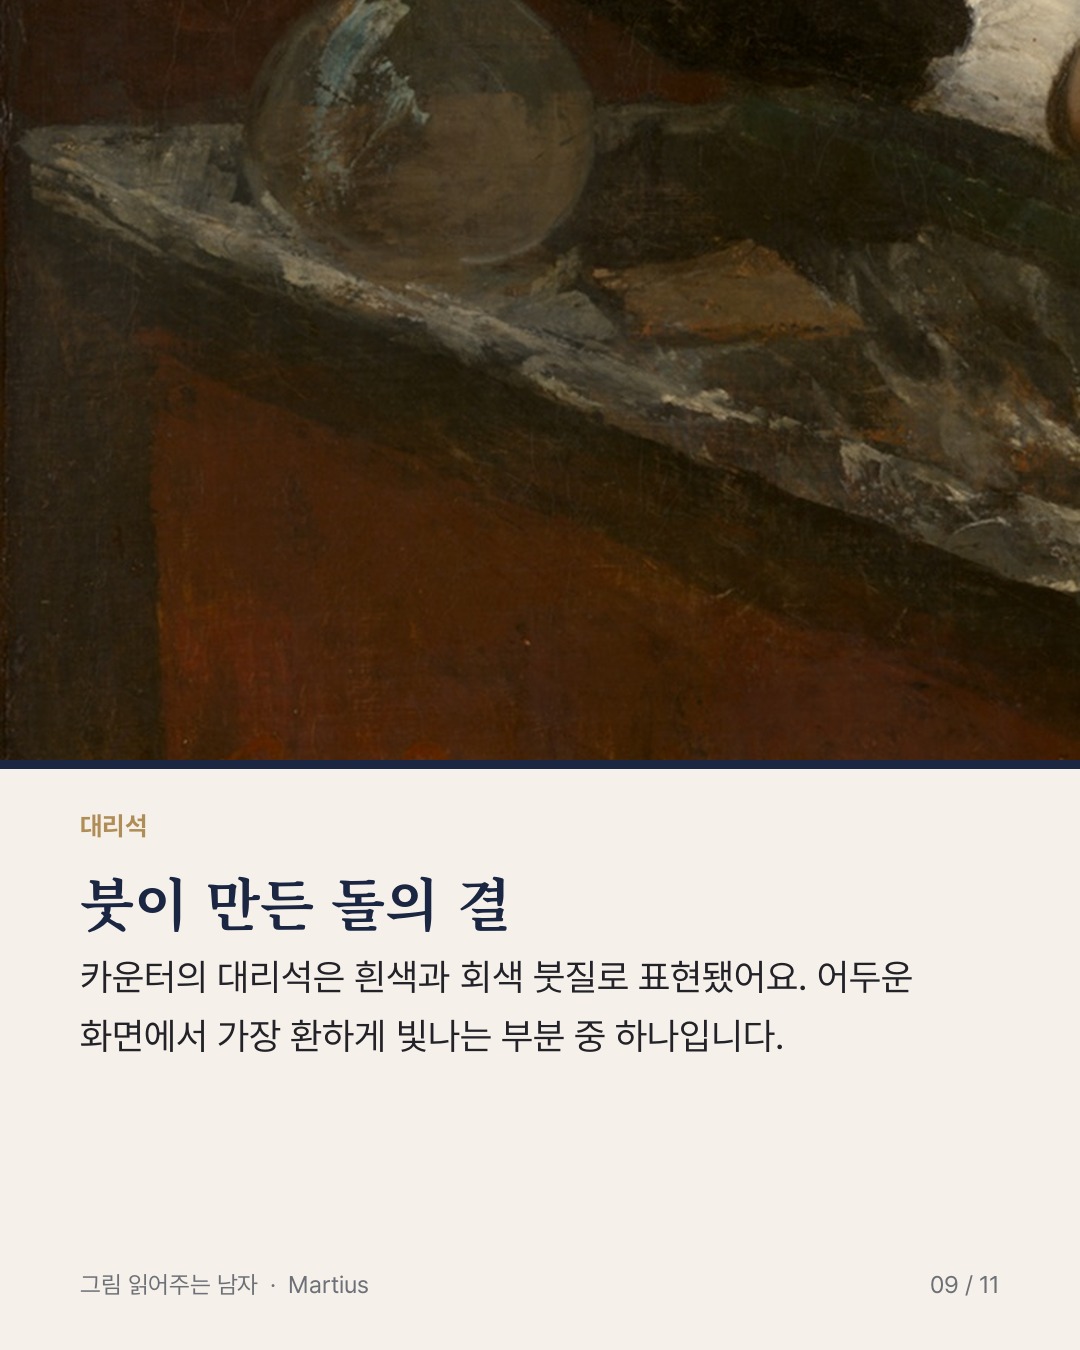 대리석
붓이 만든 돌의 결
카운터의 대리석은 흰색과 회색 붓질로 표현됐어요. 어두운
화면에서 가장 환하게 빛나는 부분 중 하나입니다.
그림 읽어주는 남자 · Martius
09 / 11